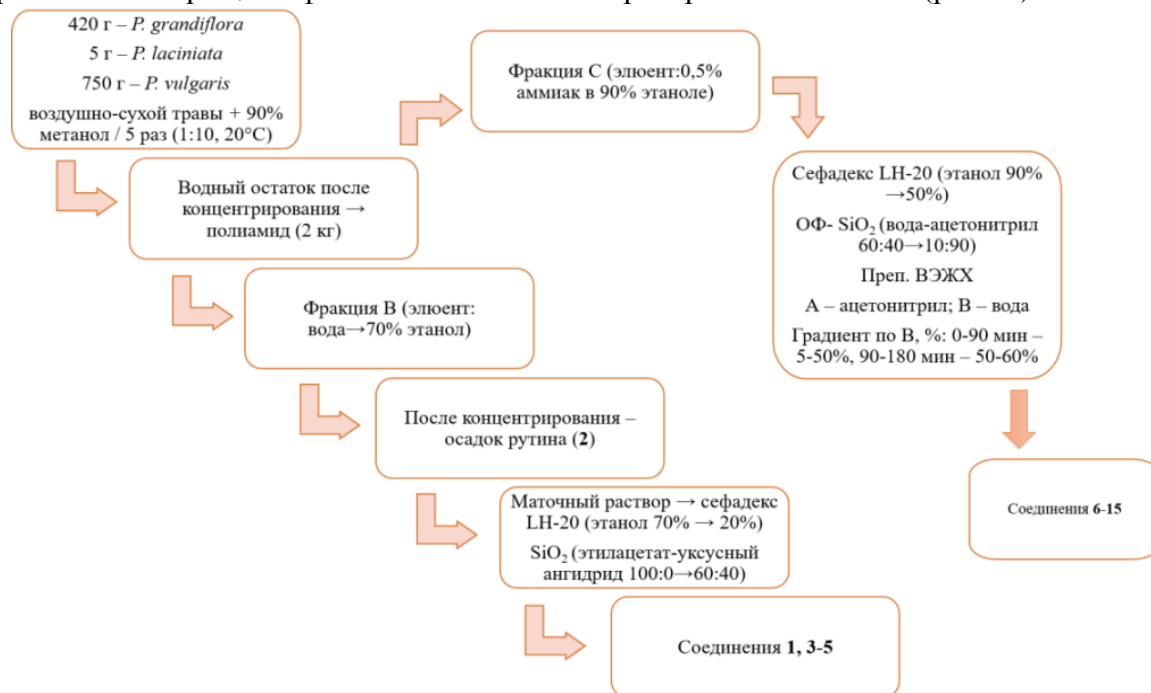 420 г – P. grandiflora
5 г – P. laciniata
750 г – P. vulgaris
воздушно-сухой травы + 90%
метанол / 5 раз (1:10, 20°C)
Фракция С (элюент:0,5%
аммиак в 90% этаноле)
Водный остаток после
концентрирования →
полиамид (2 кг)
Сефадекс LH-20 (этанол 90%
→50%)
ОФ- SiO₂ (вода-ацетонитрил
60:40→10:90)
Преп. ВЭЖХ
А – ацетонитрил; В – вода
Градиент по В, %: 0-90 мин –
5-50%, 90-180 мин – 50-60%
Фракция В (элюент:
вода→70% этанол)
После концентрирования –
осадок рутина (2)
Маточный раствор → сефадекс
LH-20 (этанол 70% → 20%)
SiO₂ (этилацетат-уксусный
ангидрид 100:0→60:40)
Соединения 6-15
Соединения 1, 3-5